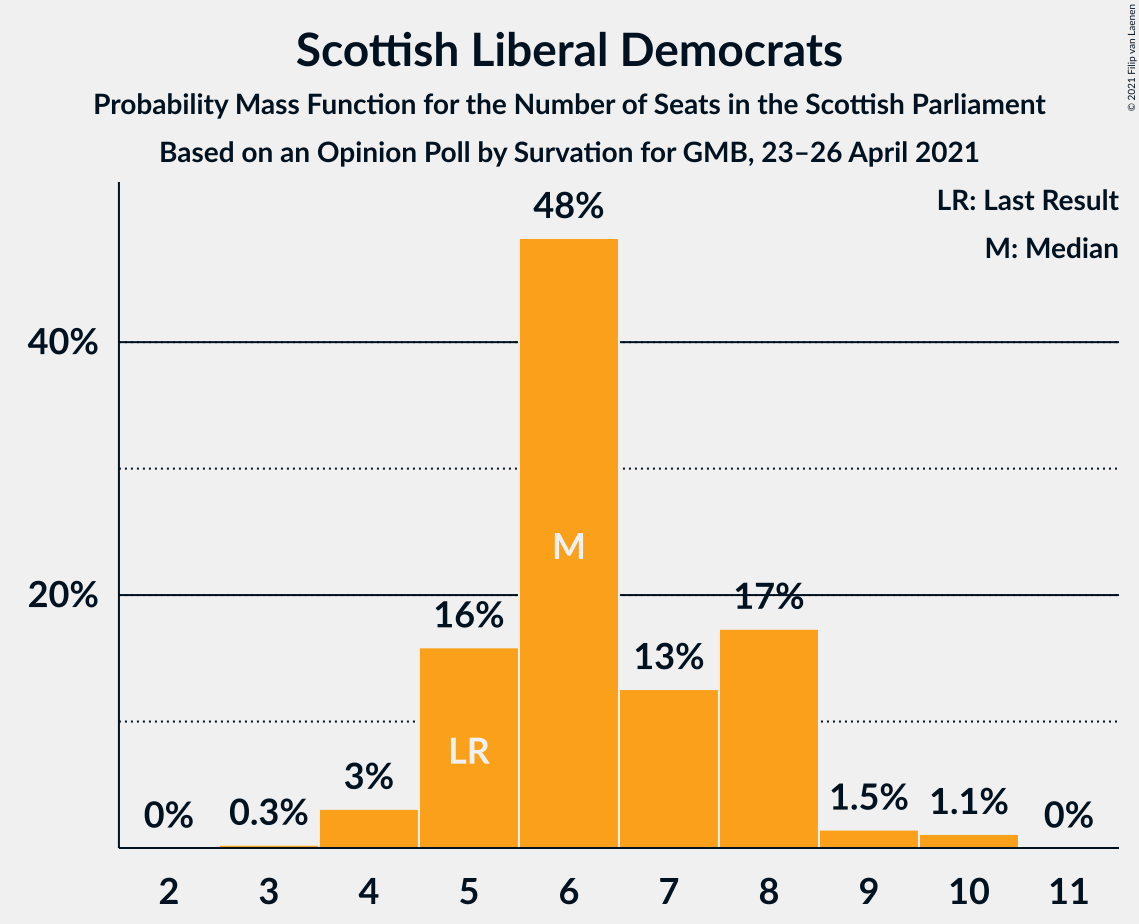 Scottish Liberal Democrats
Probability Mass Function for the Number of Seats in the Scottish Parliament
Based on an Opinion Poll by Survation for GMB, 23–26 April 2021
© 2021 Filip van Laenen
LR: Last Result
M: Median
48%
40%
M
20%
16%
17%
13%
LR
3%
0%
0.3%
1.5%
1.1%
0%
2 3 4 5 6 7 8 9 10 11